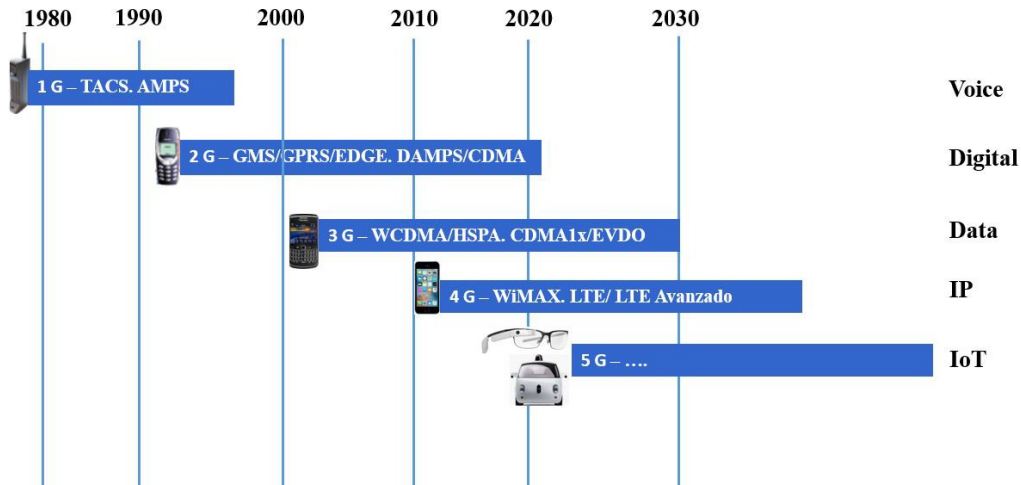 1980 1990 2000 2010 2020 2030
1 G – TACS. AMPS Voice
2 G – GMS/GPRS/EDGE. DAMPS/CDMA Digital
3 G – WCDMA/HSPA. CDMA1x/EVDO Data
4 G – WiMAX. LTE/ LTE Avanzado IP
5 G – .... IoT